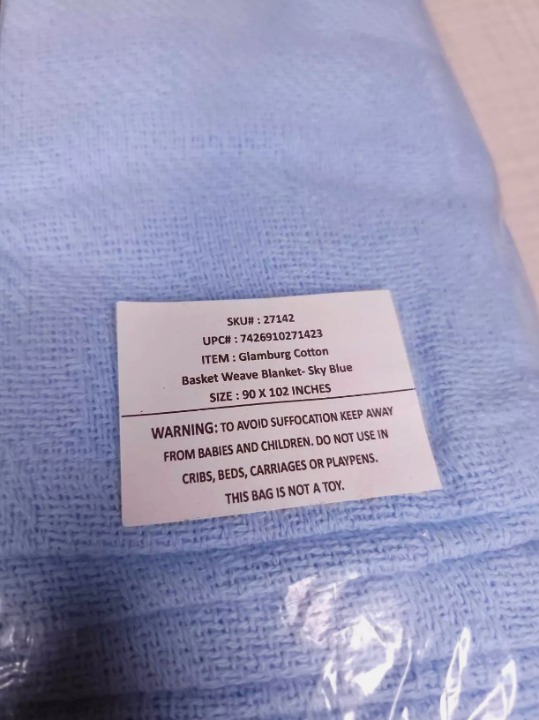 SKU# : 27142
UPC# : 7426910271423
ITEM : Glamburg Cotton
Basket Weave Blanket- Sky Blue
SIZE : 90 X 102 INCHES
WARNING: TO AVOID SUFFOCATION KEEP AWAY
FROM BABIES AND CHILDREN. DO NOT USE IN
CRIBS, BEDS, CARRIAGES OR PLAYPENS.
THIS BAG IS NOT A TOY.